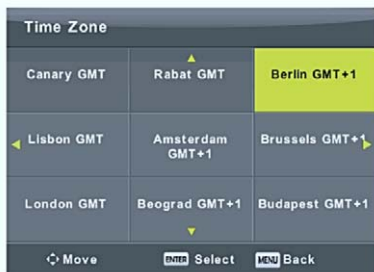 Time Zone
Canary GMT Rabat GMT Berlin GMT+1
Lisbon GMT Amsterdam GMT+1 Brussels GMT+1
London GMT Beograd GMT+1 Budapest GMT+1
Move ENTER Select MENU Back